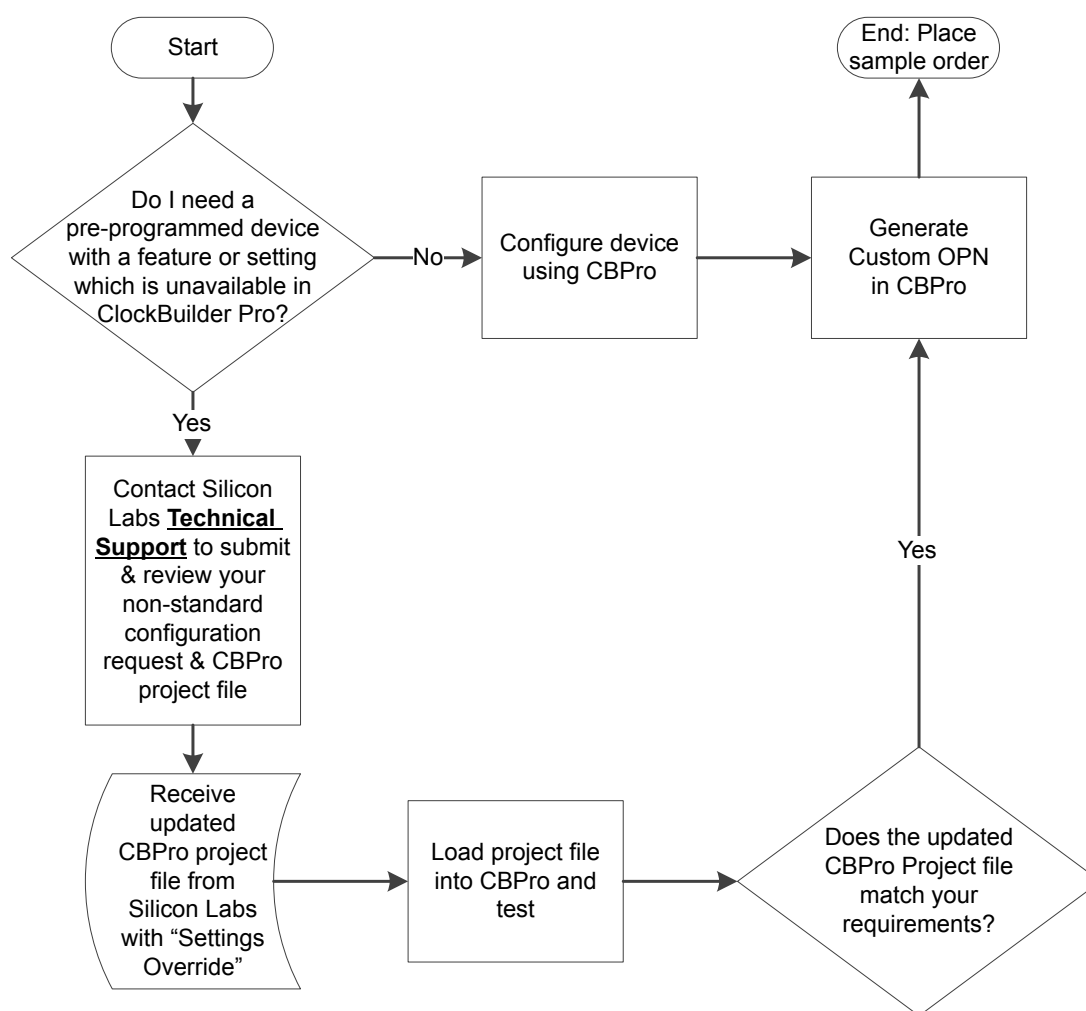 Start
End: Place
sample order
Do I need a
pre-programmed device
with a feature or setting
which is unavailable in
ClockBuilder Pro?
No
Configure device
using CBPro
Generate
Custom OPN
in CBPro
Yes
Contact Silicon
Labs Technical
Support to submit
& review your
non-standard
configuration
request & CBPro
project file
Yes
Receive
updated
CBPro project
file from
Silicon Labs
with “Settings
Override”
Load project file
into CBPro and
test
Does the updated
CBPro Project file
match your
requirements?